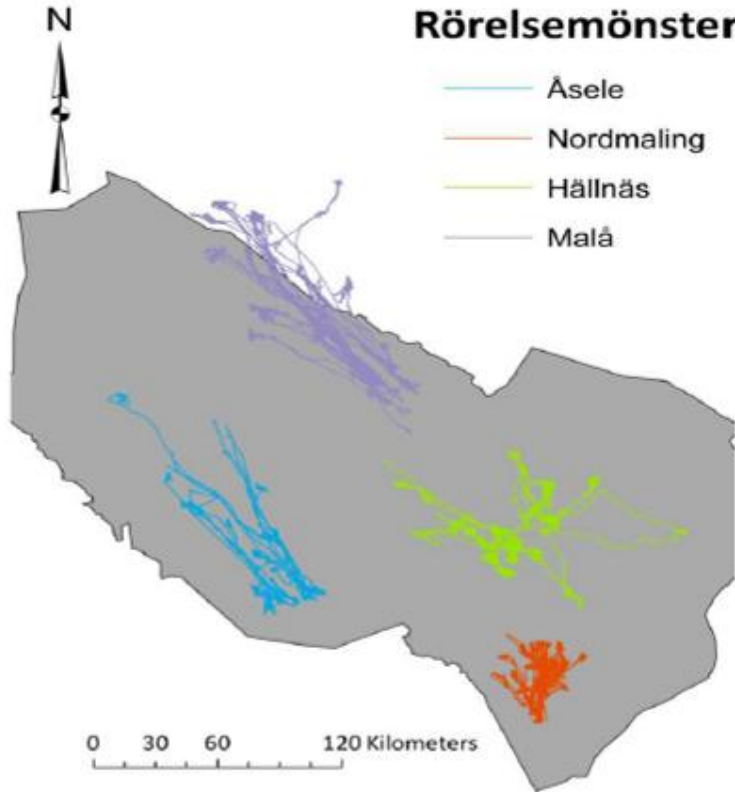 N
Rörelsemönster
Åsele
Nordmaling
Hällnäs
Malå
0 30 60 120 Kilometers